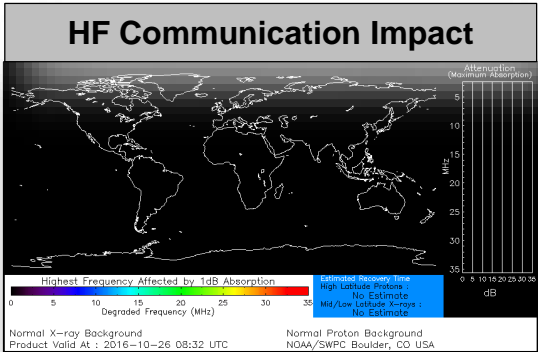 HF Communication Impact
Attenuation
(Maximum Absorption)
5
10
15
20
25
30
35
MHz
0 5 10 15 20 25 30 35
dB
Highest Frequency Affected by 1dB Absorption
0 5 10 15 20 25 30 35
Degraded Frequency (MHz)
Estimated Recovery Time
High Latitude Protons :
No Estimate
Mid/Low Latitude X-rays :
No Estimate
Normal X-ray Background
Product Valid At : 2016-10-26 08:32 UTC
Normal Proton Background
NOAA/SWPC Boulder, CO USA